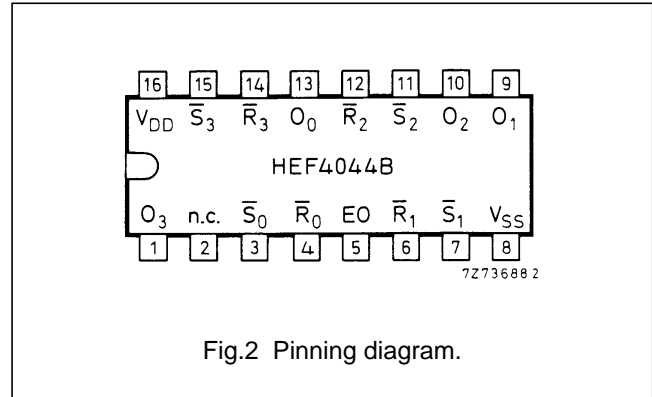 16 15 14 13 12 11 10 9
V_DD S̅_3 R̅_3 O_0 R̅_2 S̅_2 O_2 O_1
HEF4044B
O_3 n.c. S̅_0 R̅_0 EO R̅_1 S̅_1 V_SS
1 2 3 4 5 6 7 8
7Z73688 2
Fig.2 Pinning diagram.